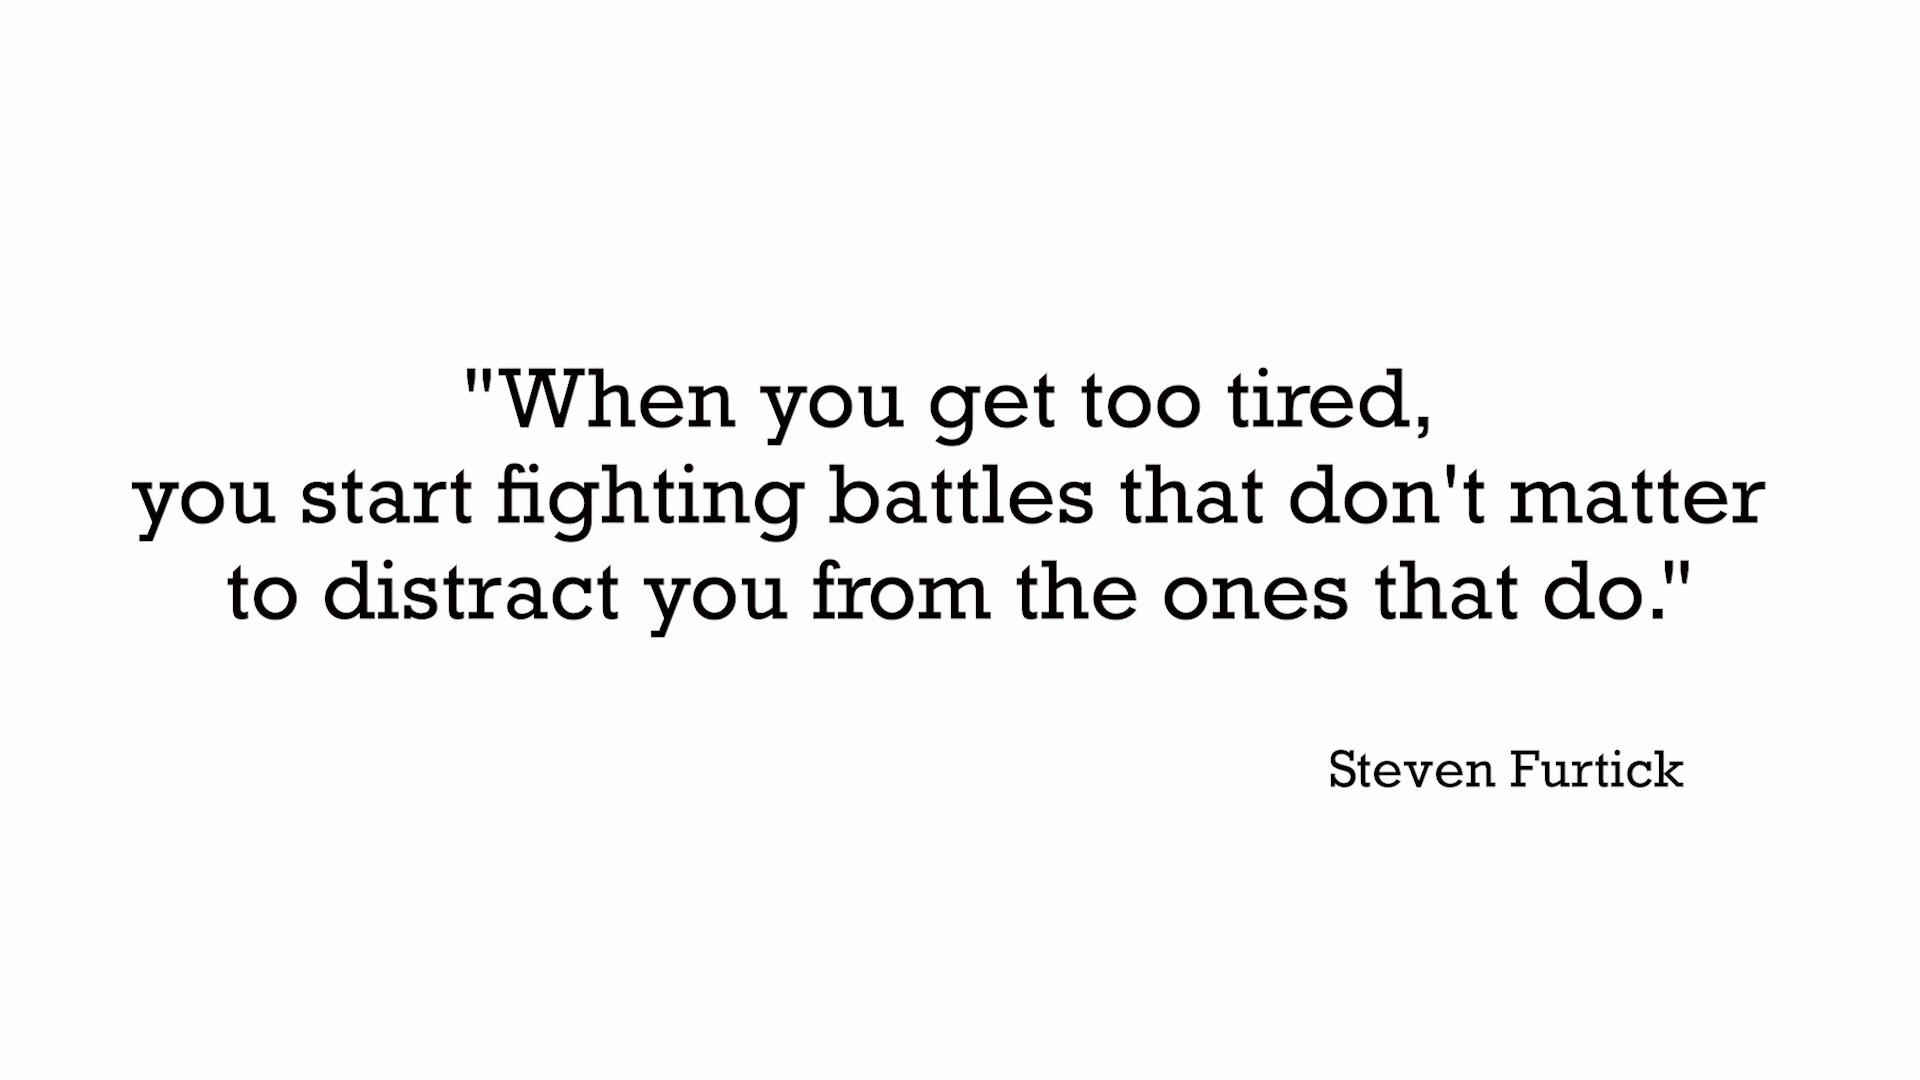 "When you get too tired,
you start fighting battles that don't matter
to distract you from the ones that do."
Steven Furtick